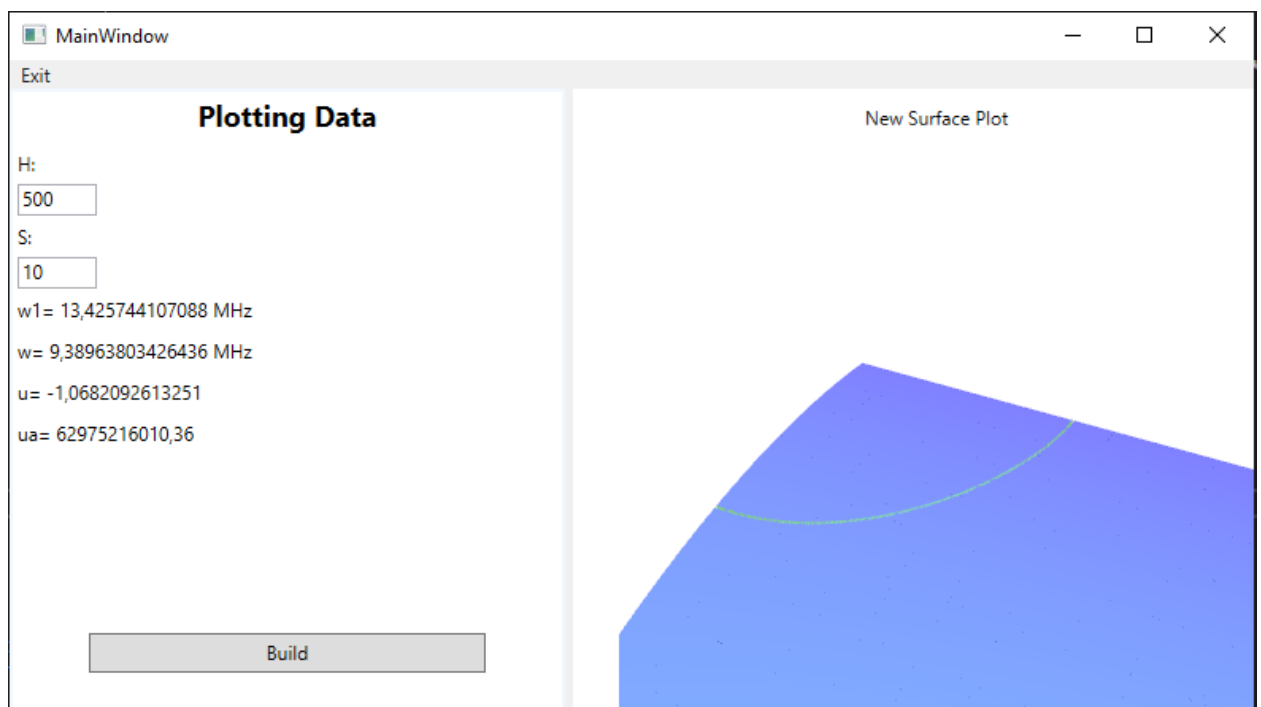 MainWindow
Exit
Plotting Data
H:
500
S:
10
w1= 13,425744107088 MHz
w= 9,38963803426436 MHz
u= -1,0682092613251
ua= 62975216010,36
Build
New Surface Plot